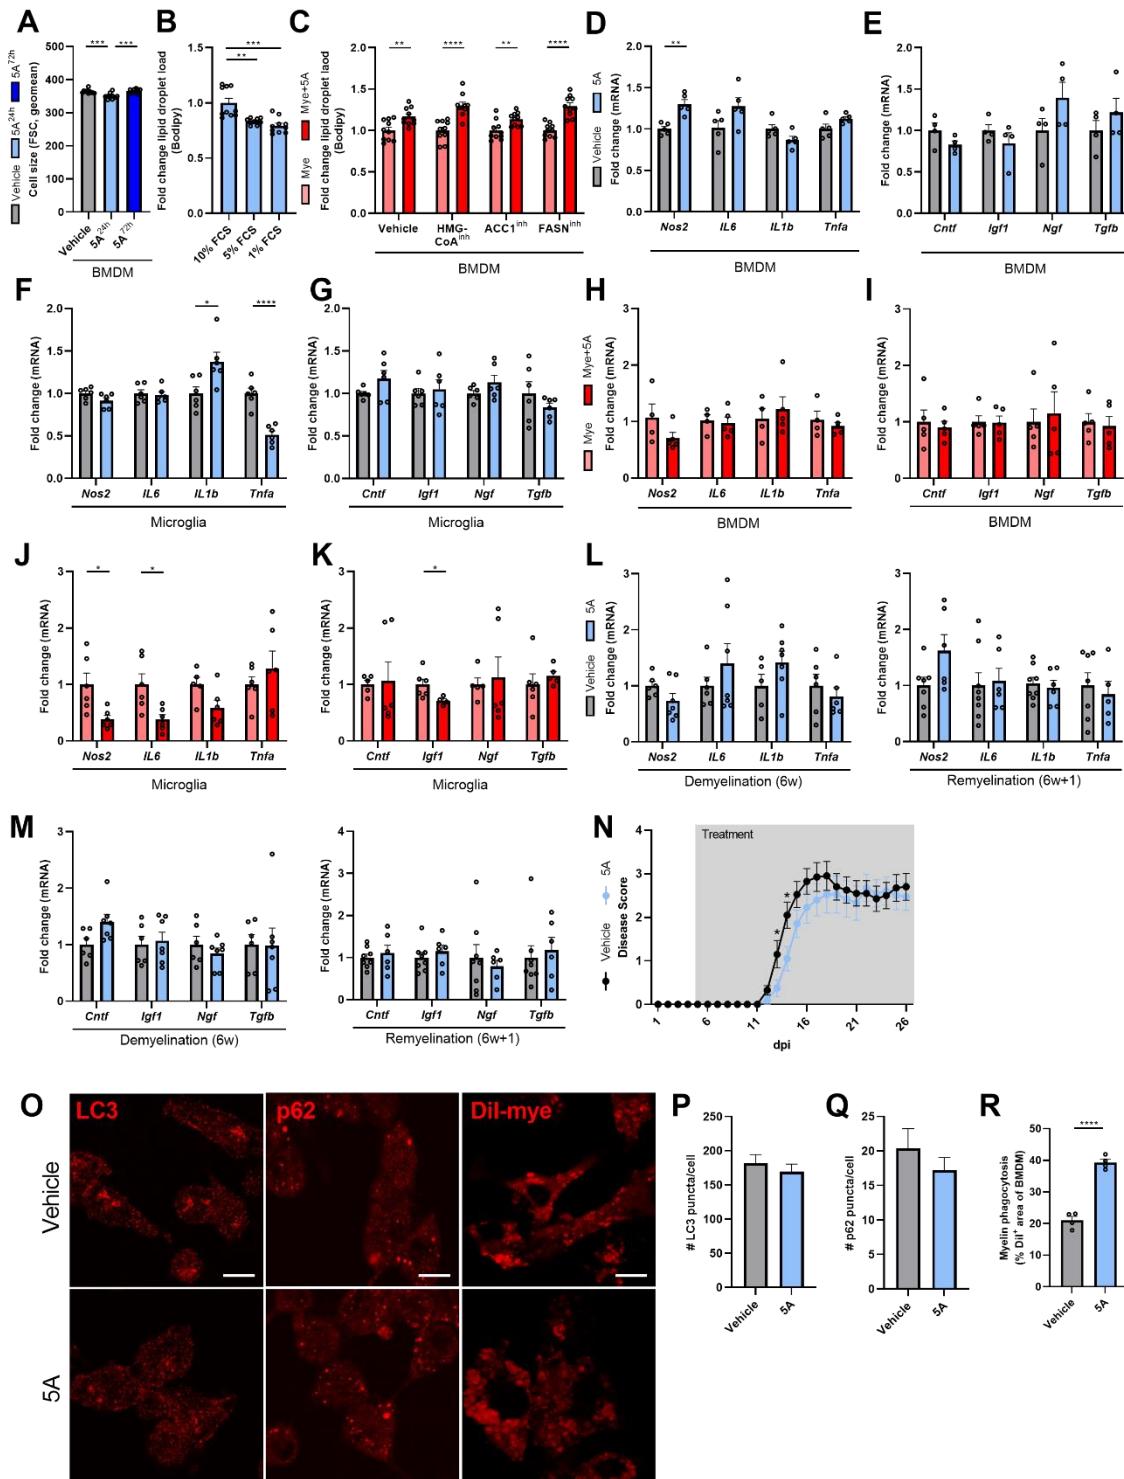 A
Vehicle 5A24h 5A72h
Cell size (FSC, geomean)
500
400
300
200
100
0
*** ***
Vehicle 5A24h 5A72h
BMDM
B
Fold change lipid droplet load
(Bodipy)
1.5
1.0
0.5
0.0
***
**
10% FCS 5% FCS 1% FCS
C
Mye Mye+5A
Fold change lipid droplet laod
(Bodipy)
2.0
1.5
1.0
0.5
0.0
** **** ** ****
Vehicle HMG-CoAinh ACC1inh FASNinh
BMDM
D
Vehicle 5A
Fold change (mRNA)
2.0
1.5
1.0
0.5
0.0
**
Nos2 IL6 IL1b Tnfa
BMDM
E
Fold change (mRNA)
2.0
1.5
1.0
0.5
0.0
Cntf Igf1 Ngf Tgfb
BMDM
F
Fold change (mRNA)
2.0
1.5
1.0
0.5
0.0
* ****
Nos2 IL6 IL1b Tnfa
Microglia
G
Fold change (mRNA)
2.0
1.5
1.0
0.5
0.0
Cntf Igf1 Ngf Tgfb
Microglia
H
Mye Mye+5A
Fold change (mRNA)
3
2
1
0
Nos2 IL6 IL1b Tnfa
BMDM
I
Fold change (mRNA)
3
2
1
0
Cntf Igf1 Ngf Tgfb
BMDM
J
Fold change (mRNA)
3
2
1
0
* *
Nos2 IL6 IL1b Tnfa
Microglia
K
Fold change (mRNA)
3
2
1
0
*
Cntf Igf1 Ngf Tgfb
Microglia
L
Vehicle 5A
Fold change (mRNA)
3
2
1
0
Nos2 IL6 IL1b Tnfa
Demyelination (6w)
Fold change (mRNA)
3
2
1
0
Nos2 IL6 IL1b Tnfa
Remyelination (6w+1)
M
Fold change (mRNA)
3
2
1
0
Cntf Igf1 Ngf Tgfb
Demyelination (6w)
Fold change (mRNA)
4
3
2
1
0
Cntf Igf1 Ngf Tgfb
Remyelination (6w+1)
N
Vehicle 5A
Disease Score
4
3
2
1
0
Treatment
* *
1 6 11 16 21 26
dpi
O
LC3 p62 Dil-mye
Vehicle
5A
P
# LC3 puncta/cell
250
200
150
100
50
0
Vehicle 5A
Q
# p62 puncta/cell
25
20
15
10
5
0
Vehicle 5A
R
Myelin phagocytosis
(% Dil+ area of BMDM)
50
40
30
20
10
0
****
Vehicle 5A